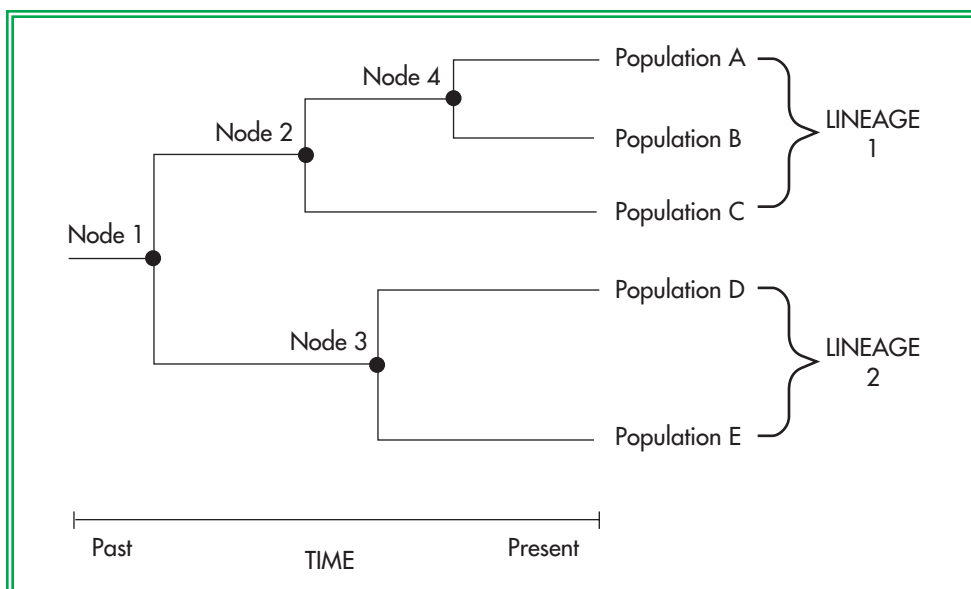 Population A
Node 4
LINEAGE
1
Node 2
Population B
Population C
Node 1
Population D
Node 3
LINEAGE
2
Population E
Past
TIME
Present